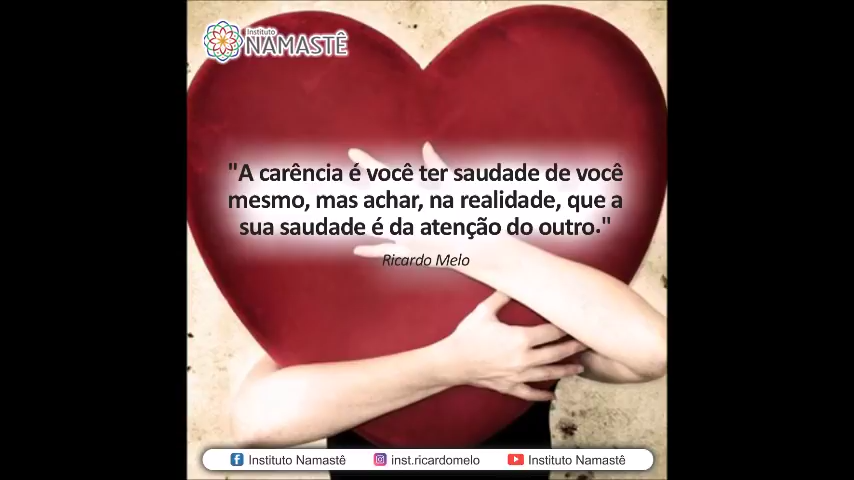 Instituto
NAMASTÊ
"A carência é você ter saudade de você
mesmo, mas achar, na realidade, que a
sua saudade é da atenção do outro."
Ricardo Melo
Instituto Namastê inst.ricardomelo Instituto Namastê